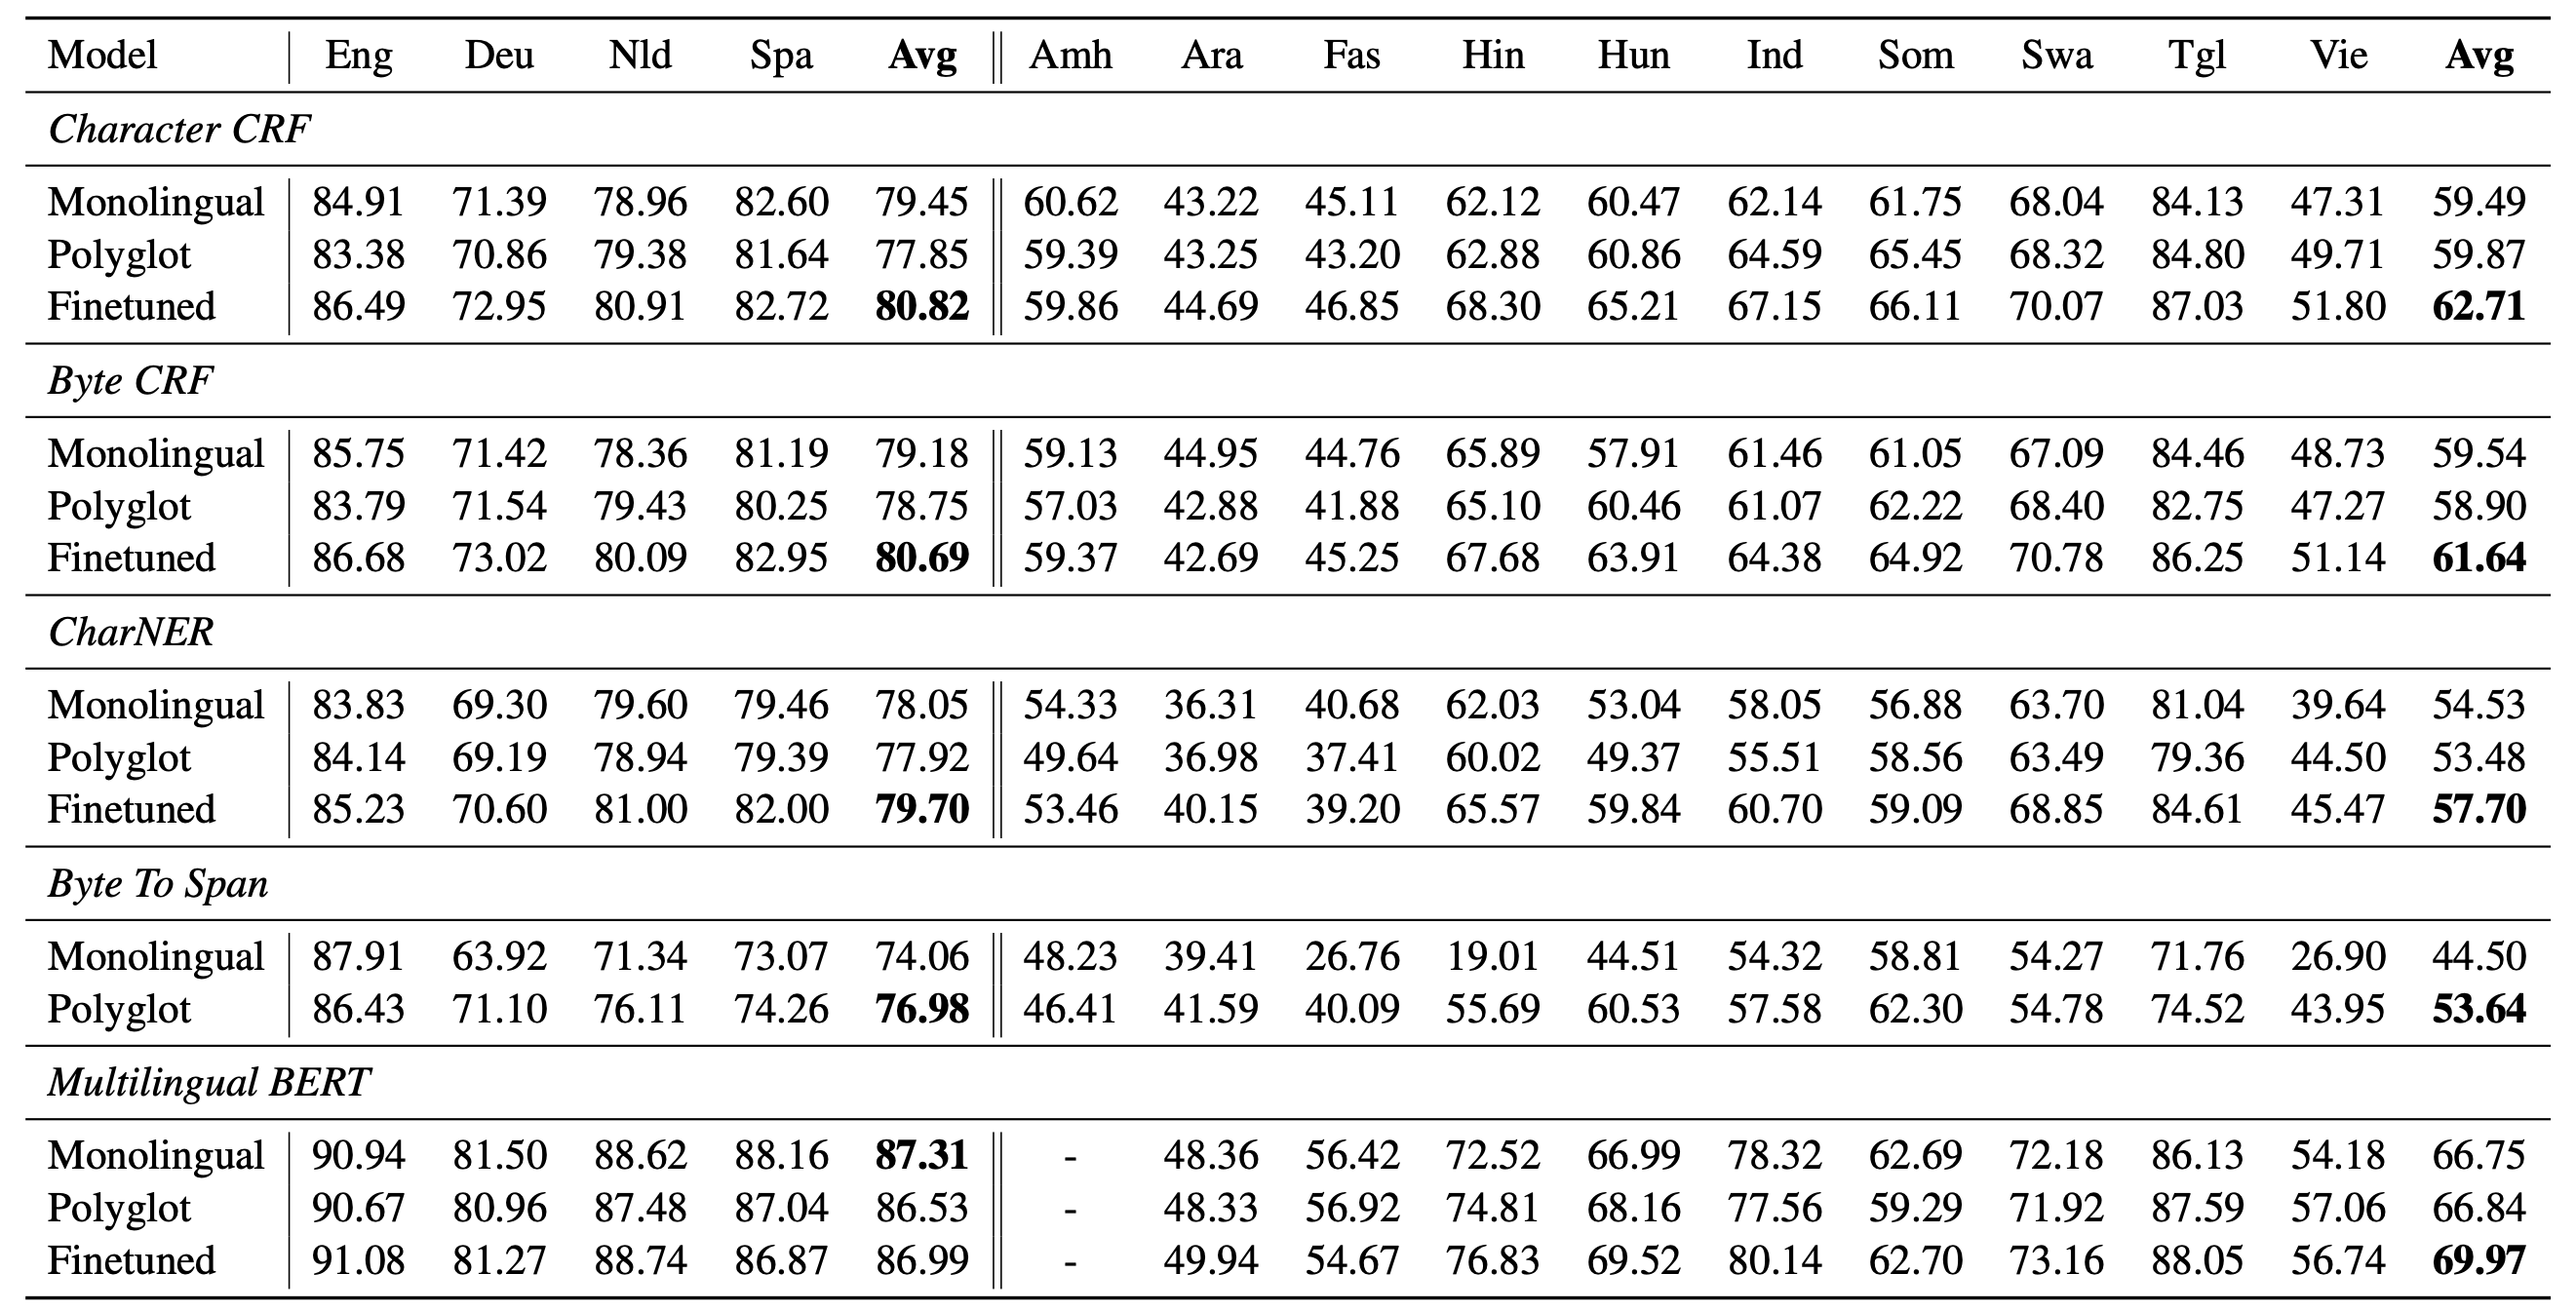 Model Eng Deu Nld Spa Avg Amh Ara Fas Hin Hun Ind Som Swa Tgl Vie Avg
Character CRF
Monolingual 84.91 71.39 78.96 82.60 79.45 60.62 43.22 45.11 62.12 60.47 62.14 61.75 68.04 84.13 47.31 59.49
Polyglot 83.38 70.86 79.38 81.64 77.85 59.39 43.25 43.20 62.88 60.86 64.59 65.45 68.32 84.80 49.71 59.87
Finetuned 86.49 72.95 80.91 82.72 80.82 59.86 44.69 46.85 68.30 65.21 67.15 66.11 70.07 87.03 51.80 62.71
Byte CRF
Monolingual 85.75 71.42 78.36 81.19 79.18 59.13 44.95 44.76 65.89 57.91 61.46 61.05 67.09 84.46 48.73 59.54
Polyglot 83.79 71.54 79.43 80.25 78.75 57.03 42.88 41.88 65.10 60.46 61.07 62.22 68.40 82.75 47.27 58.90
Finetuned 86.68 73.02 80.09 82.95 80.69 59.37 42.69 45.25 67.68 63.91 64.38 64.92 70.78 86.25 51.14 61.64
CharNER
Monolingual 83.83 69.30 79.60 79.46 78.05 54.33 36.31 40.68 62.03 53.04 58.05 56.88 63.70 81.04 39.64 54.53
Polyglot 84.14 69.19 78.94 79.39 77.92 49.64 36.98 37.41 60.02 49.37 55.51 58.56 63.49 79.36 44.50 53.48
Finetuned 85.23 70.60 81.00 82.00 79.70 53.46 40.15 39.20 65.57 59.84 60.70 59.09 68.85 84.61 45.47 57.70
Byte To Span
Monolingual 87.91 63.92 71.34 73.07 74.06 48.23 39.41 26.76 19.01 44.51 54.32 58.81 54.27 71.76 26.90 44.50
Polyglot 86.43 71.10 76.11 74.26 76.98 46.41 41.59 40.09 55.69 60.53 57.58 62.30 54.78 74.52 43.95 53.64
Multilingual BERT
Monolingual 90.94 81.50 88.62 88.16 87.31 - 48.36 56.42 72.52 66.99 78.32 62.69 72.18 86.13 54.18 66.75
Polyglot 90.67 80.96 87.48 87.04 86.53 - 48.33 56.92 74.81 68.16 77.56 59.29 71.92 87.59 57.06 66.84
Finetuned 91.08 81.27 88.74 86.87 86.99 - 49.94 54.67 76.83 69.52 80.14 62.70 73.16 88.05 56.74 69.97